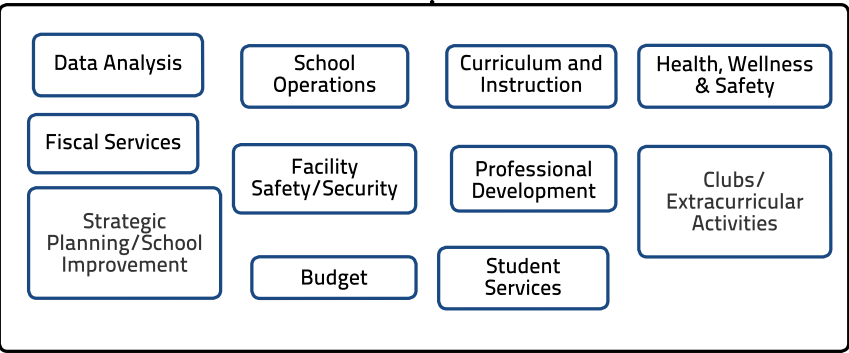 Data Analysis
School
Operations
Curriculum and
Instruction
Health, Wellness
& Safety
Fiscal Services
Facility
Safety/Security
Professional
Development
Clubs/
Extracurricular
Activities
Strategic
Planning/School
Improvement
Budget
Student
Services